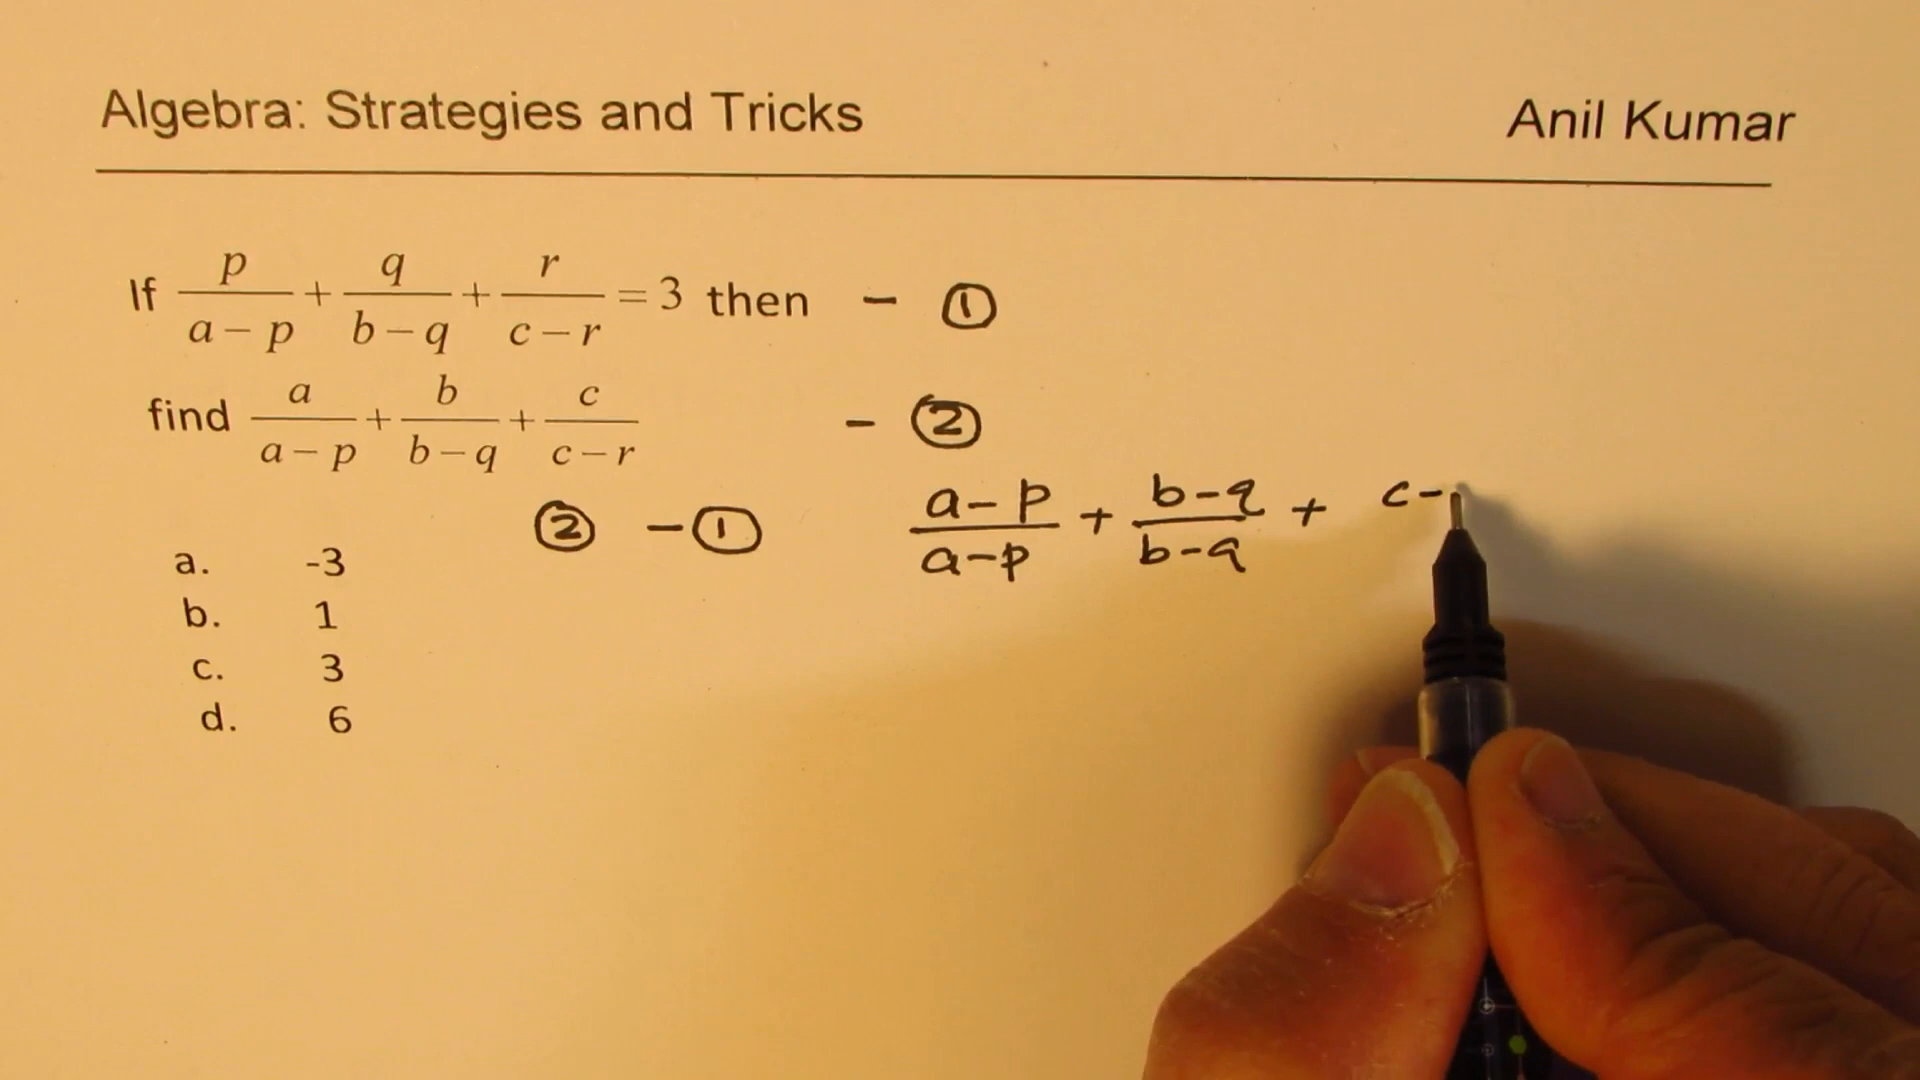 Algebra: Strategies and Tricks Anil Kumar
If p/(a-p) + q/(b-q) + r/(c-r) = 3 then - ①
find a/(a-p) + b/(b-q) + c/(c-r) - ②
② - ① (a-p)/(a-p) + (b-q)/(b-q) + c-
a. -3
b. 1
c. 3
d. 6